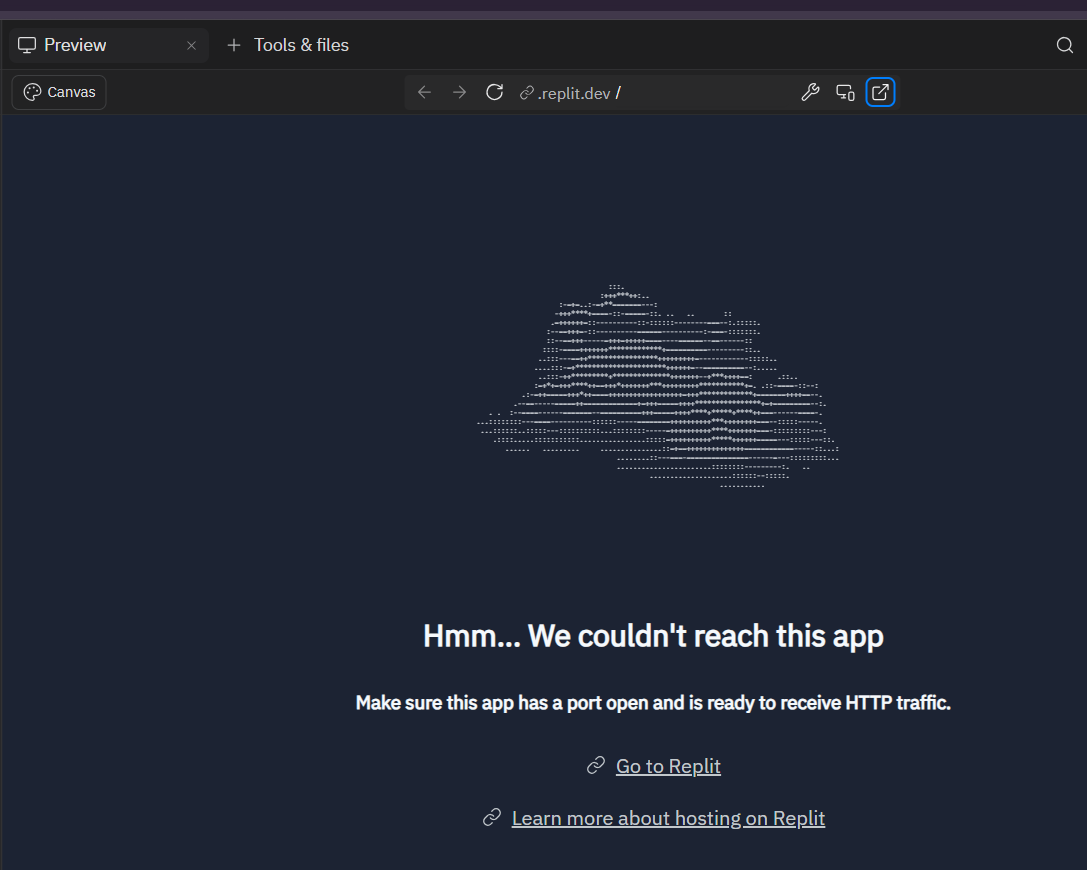 Preview
Tools & files
Canvas
.replit.dev /
Hmm... We couldn't reach this app
Make sure this app has a port open and is ready to receive HTTP traffic.
Go to Replit
Learn more about hosting on Replit